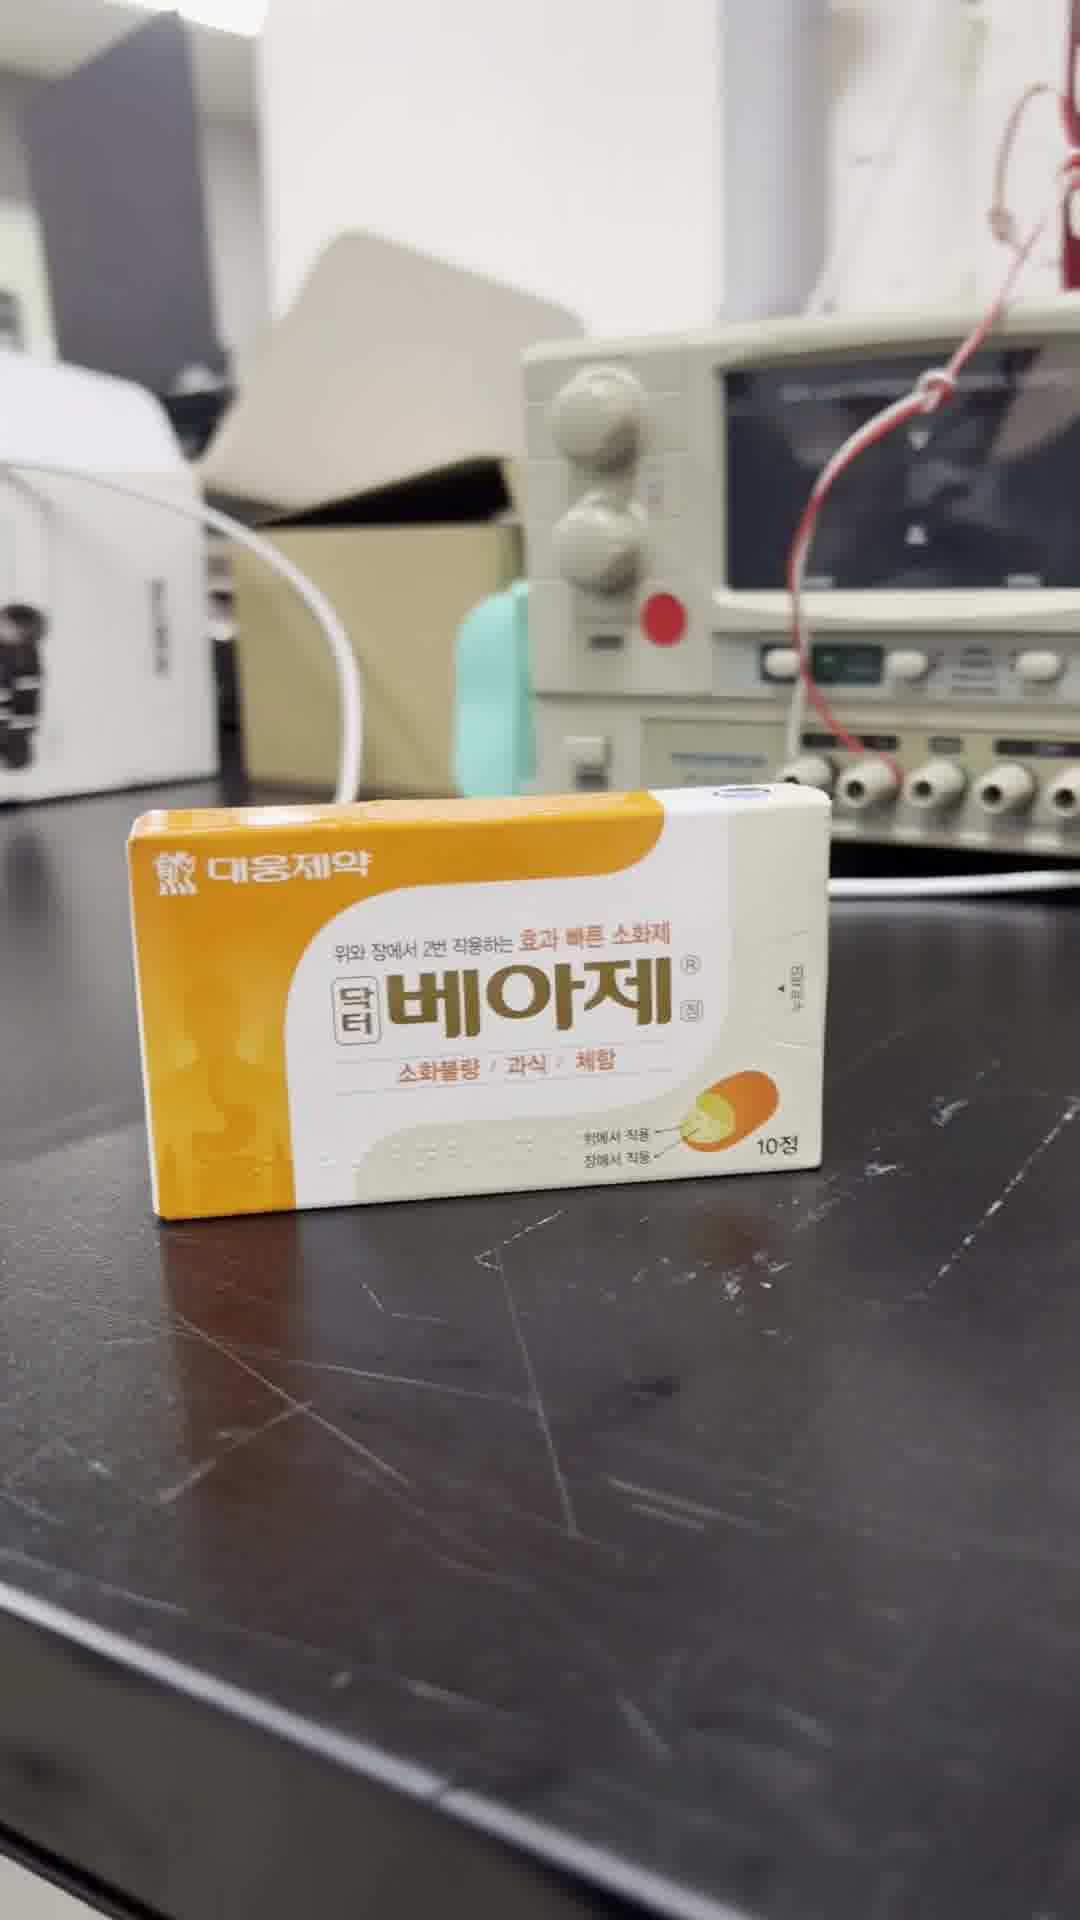 대웅제약
위와 장에서 2번 작용하는 효과 빠른 소화제
닥터 베아제®
정
소화불량 / 과식 / 체함
위에서 작용
장에서 작용
10정